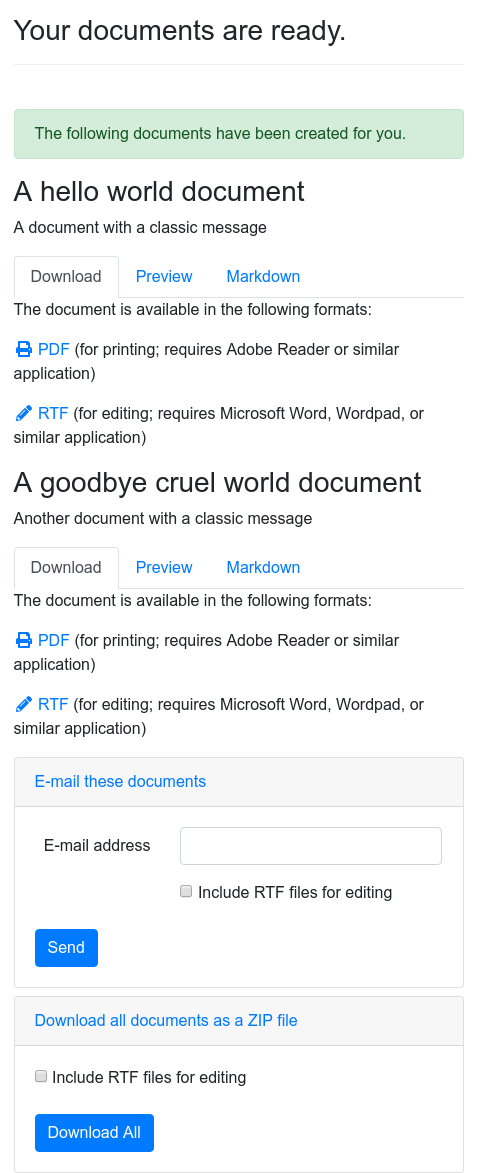 Your documents are ready.
The following documents have been created for you.
A hello world document
A document with a classic message
Download Preview Markdown
The document is available in the following formats:
PDF (for printing; requires Adobe Reader or similar
application)
RTF (for editing; requires Microsoft Word, Wordpad, or
similar application)
A goodbye cruel world document
Another document with a classic message
Download Preview Markdown
The document is available in the following formats:
PDF (for printing; requires Adobe Reader or similar
application)
RTF (for editing; requires Microsoft Word, Wordpad, or
similar application)
E-mail these documents
E-mail address
Include RTF files for editing
Send
Download all documents as a ZIP file
Include RTF files for editing
Download All